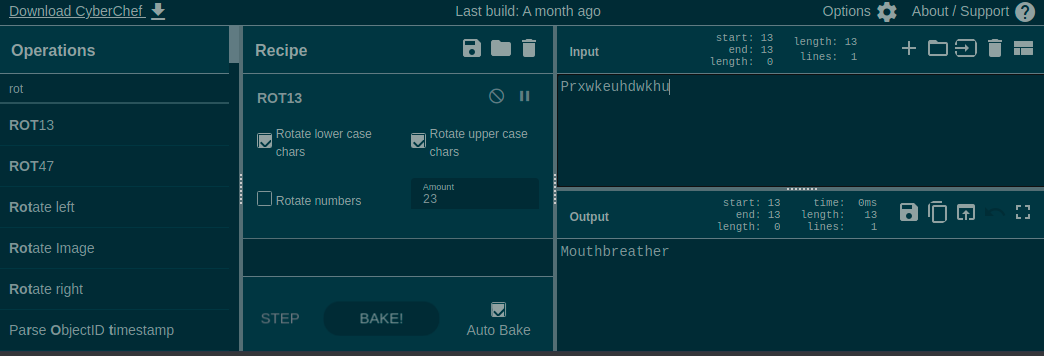 Download CyberChef
Last build: A month ago
Options
About / Support
Operations
rot
ROT13
ROT47
Rotate left
Rotate Image
Rotate right
Parse ObjectID timestamp
Recipe
ROT13
Rotate lower case
chars
Rotate upper case
chars
Rotate numbers
Amount
23
STEP
BAKE!
Auto Bake
Input
start: 13
end: 13
length: 0
length: 13
lines: 1
Prxwkeuhdwkhu
Output
start: 13
end: 13
length: 0
time: 0ms
length: 13
lines: 1
Mouthbreather